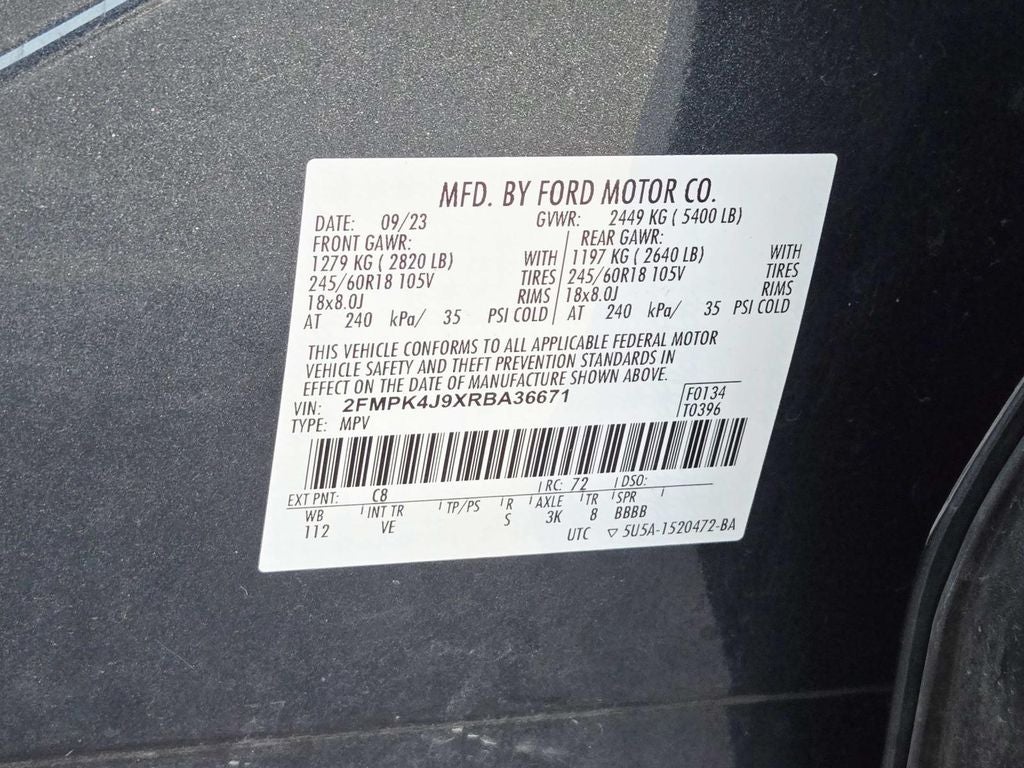 MFD. BY FORD MOTOR CO.
DATE: 09/23 GVWR: 2449 KG ( 5400 LB)
FRONT GAWR: REAR GAWR:
1279 KG ( 2820 LB) WITH 1197 KG ( 2640 LB) WITH
245/60R18 105V TIRES 245/60R18 105V TIRES
18x8.0J RIMS 18x8.0J RIMS
AT 240 kPa/ 35 PSI COLD AT 240 kPa/ 35 PSI COLD
THIS VEHICLE CONFORMS TO ALL APPLICABLE FEDERAL MOTOR
VEHICLE SAFETY AND THEFT PREVENTION STANDARDS IN
EFFECT ON THE DATE OF MANUFACTURE SHOWN ABOVE.
VIN: 2FMPK4J9XRBA36671 F0134
TYPE: MPV T0396
EXT PNT: C8 RC: 72 DSO:
WB INT TR TP/PS R AXLE TR SPR
112 VE S 3K 8 BBBB
UTC ▽ 5U5A-1520472-BA